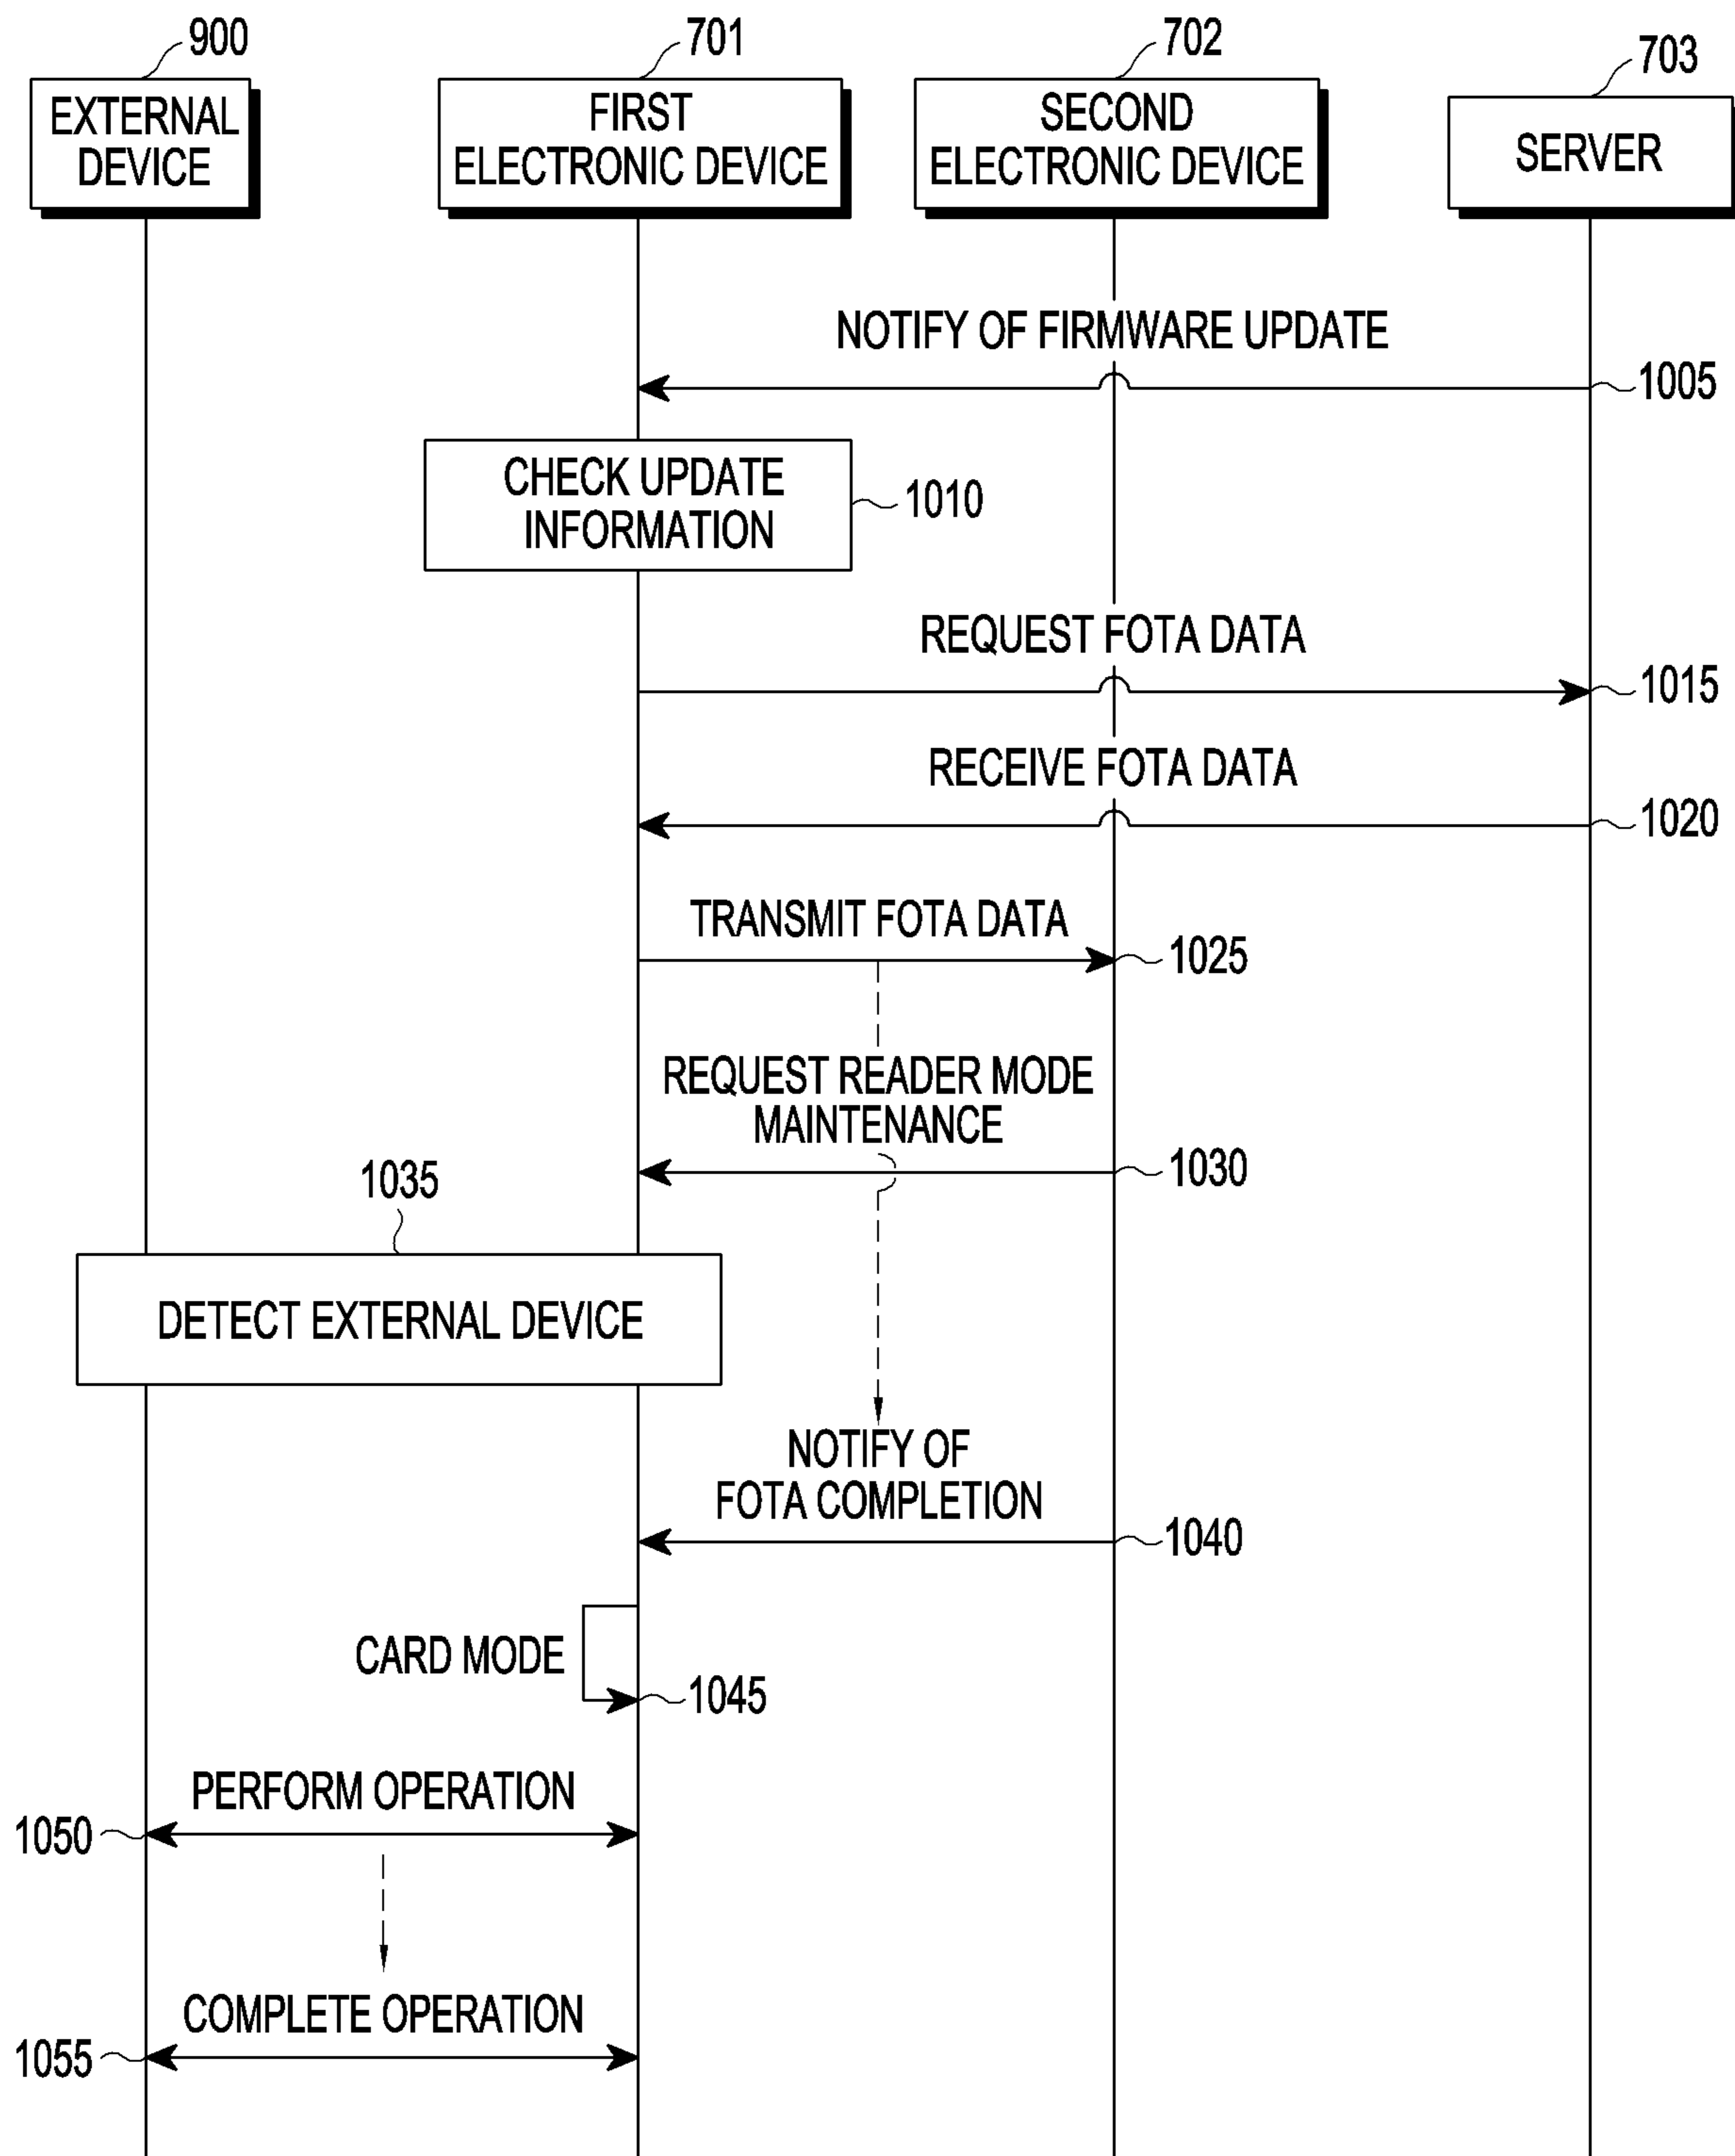 900
701
702
703
EXTERNAL
DEVICE
FIRST
ELECTRONIC DEVICE
SECOND
ELECTRONIC DEVICE
SERVER
NOTIFY OF FIRMWARE UPDATE
1005
CHECK UPDATE
INFORMATION
1010
REQUEST FOTA DATA
1015
RECEIVE FOTA DATA
1020
TRANSMIT FOTA DATA
1025
REQUEST READER MODE
MAINTENANCE
1030
1035
DETECT EXTERNAL DEVICE
NOTIFY OF
FOTA COMPLETION
1040
CARD MODE
1045
PERFORM OPERATION
1050
COMPLETE OPERATION
1055